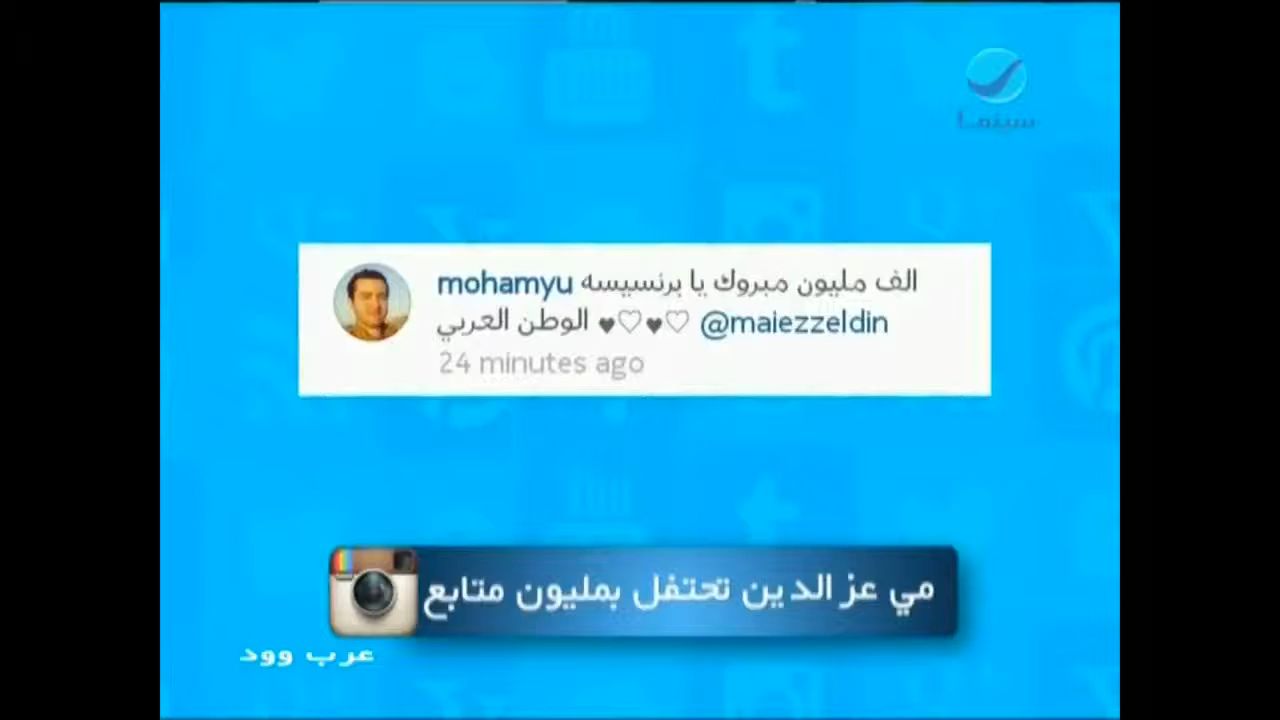 سينما
mohamyu الف مليون مبروك يا برنسيسه
الوطن العربي ♥♡♥♡ @maiezzeldin
24 minutes ago
مي عز الدين تحتفل بمليون متابع
عرب وود